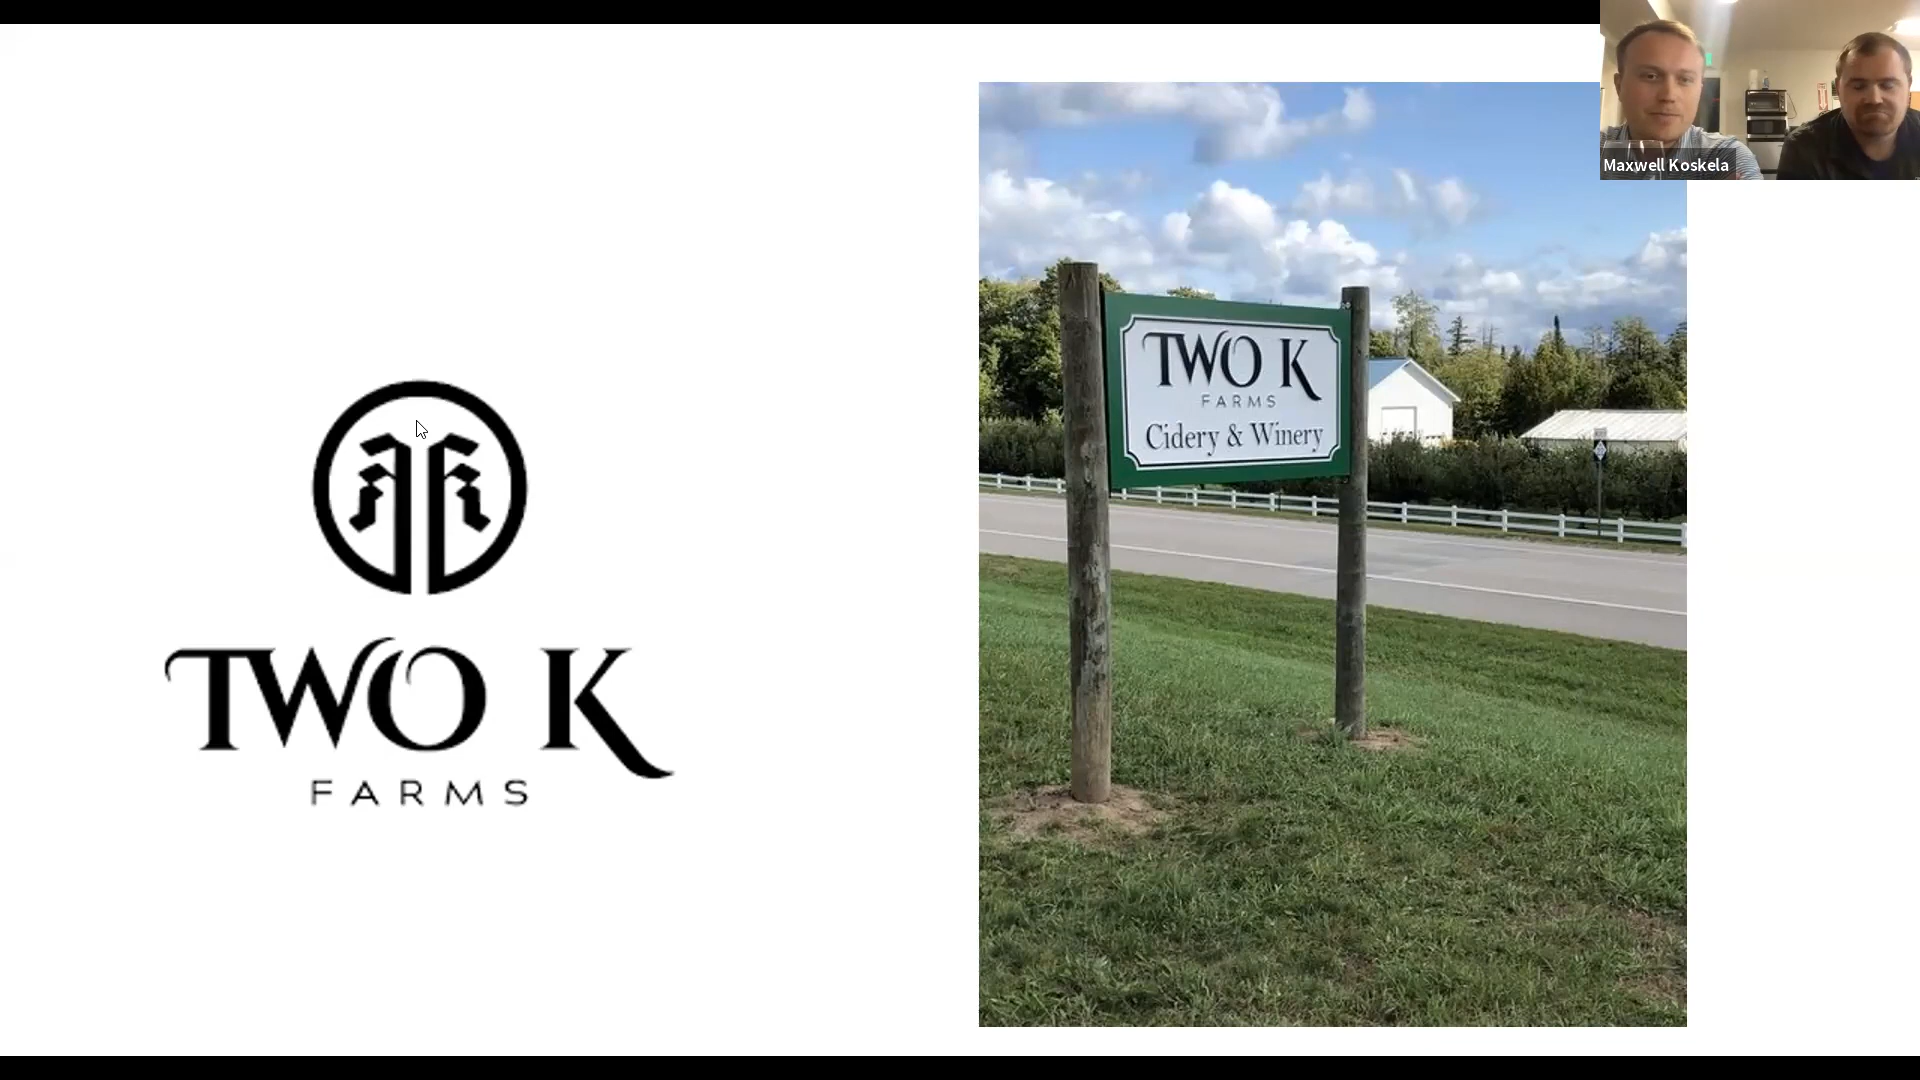 TWO K
FARMS
TWO K
FARMS
Cidery & Winery
Maxwell Koskela